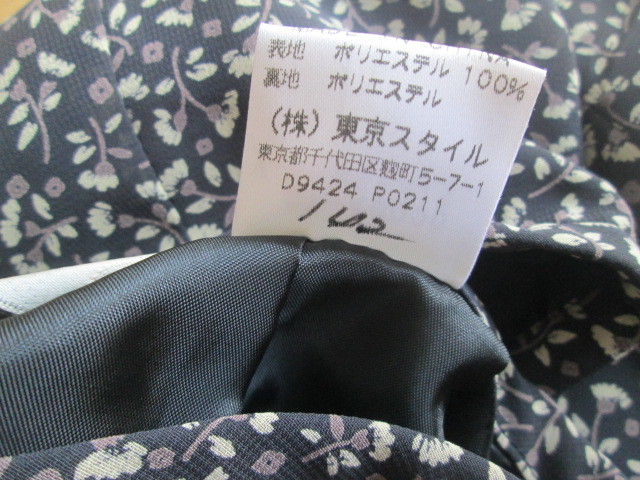 表地 ポリエステル 100%
裏地 ポリエステル
(株) 東京スタイル
東京都千代田区麹町5-7-1
D9424 P0211